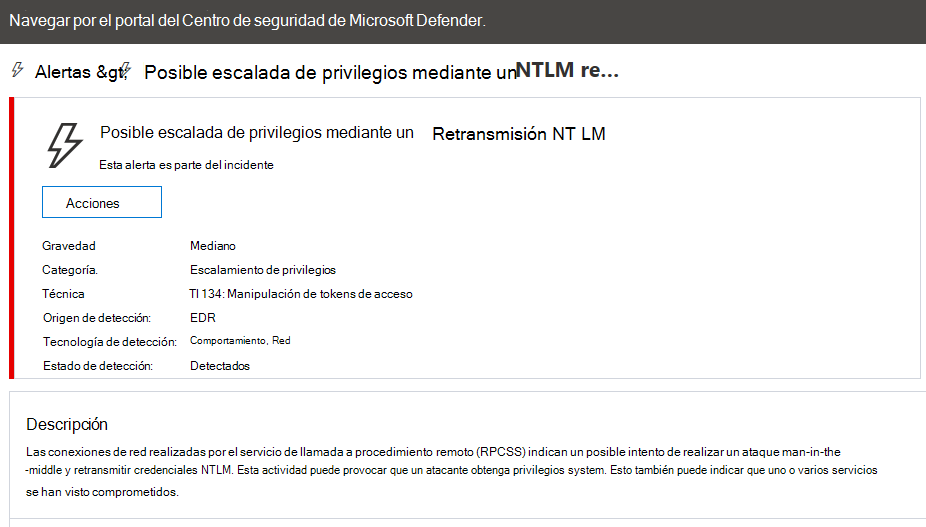 Navegar por el portal del Centro de seguridad de Microsoft Defender.
Alertas &gt; Posible escalada de privilegios mediante un NTLM re...
Posible escalada de privilegios mediante un Retransmisión NT LM
Esta alerta es parte del incidente
Acciones
Gravedad Mediano
Categoría. Escalamiento de privilegios
Técnica TI 134: Manipulación de tokens de acceso
Origen de detección: EDR
Tecnología de detección: Comportamiento, Red
Estado de detección: Detectados
Descripción
Las conexiones de red realizadas por el servicio de llamada a procedimiento remoto (RPCSS) indican un posible intento de realizar un ataque man-in-the
-middle y retransmitir credenciales NTLM. Esta actividad puede provocar que un atacante obtenga privilegios system. Esto también puede indicar que uno o varios servicios
se han visto comprometidos.